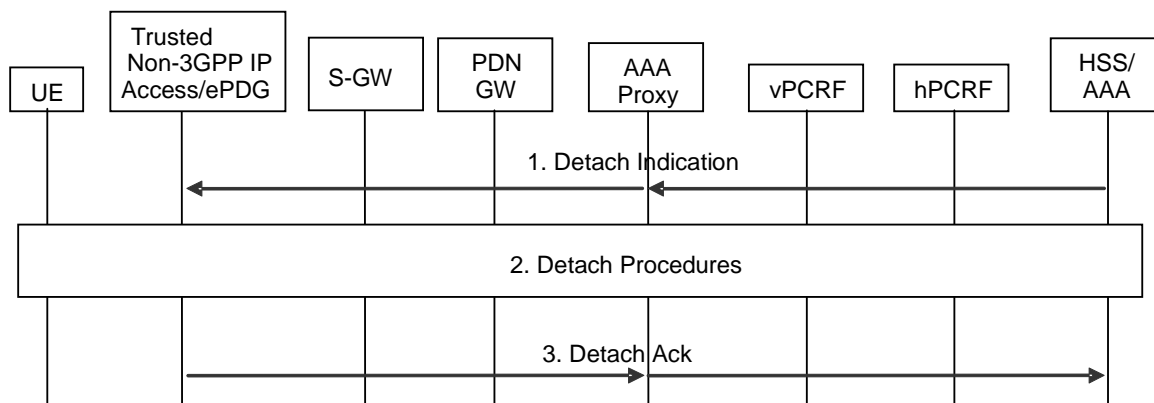 UE
Trusted
Non-3GPP IP
Access/ePDG
S-GW
PDN
GW
AAA
Proxy
vPCRF
hPCRF
HSS/
AAA
1. Detach Indication
2. Detach Procedures
3. Detach Ack